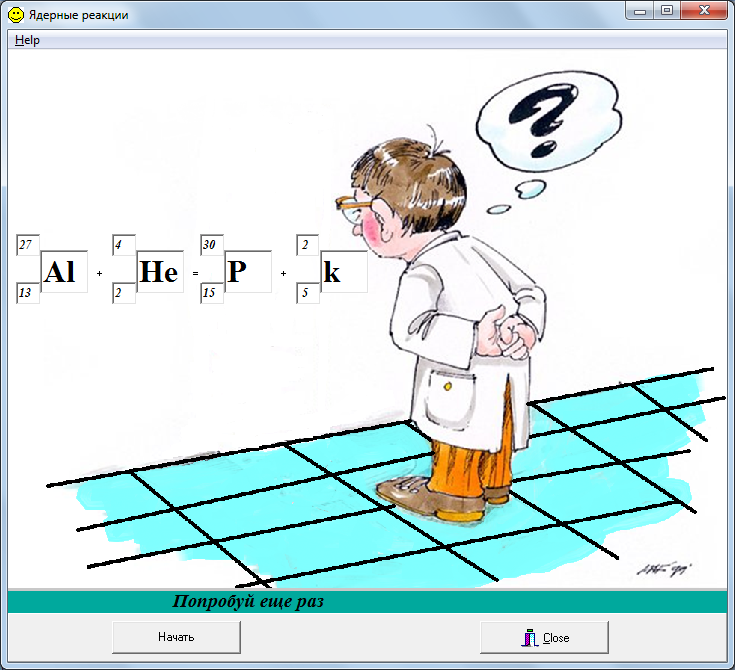 Ядерные реакции
Help
?
27 4 30 2
Al + He = P + k
13 2 15 5
Попробуй еще раз
Начать Close